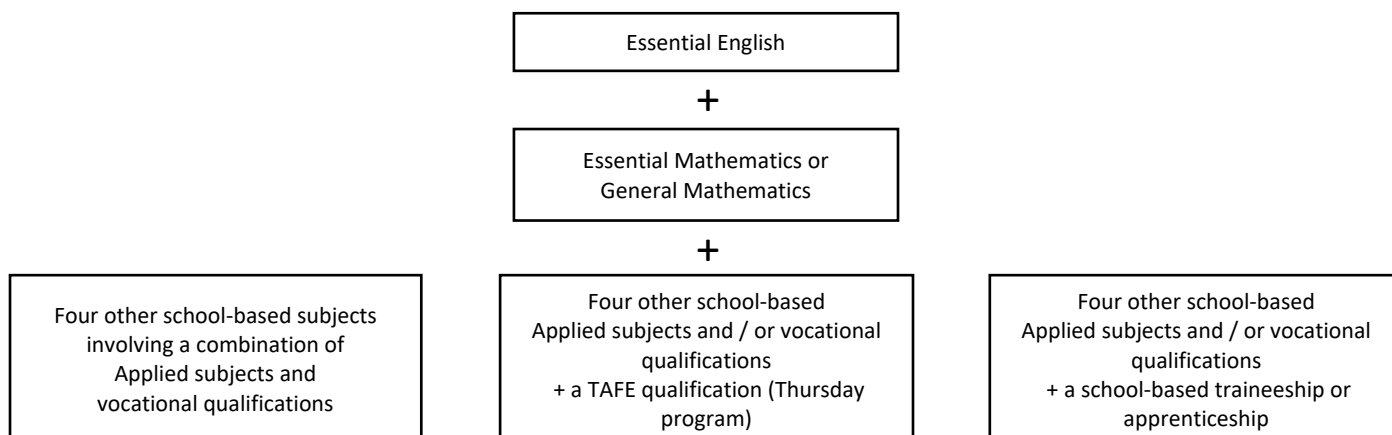 Essential English
+
Essential Mathematics or
General Mathematics
+
Four other school-based subjects
involving a combination of
Applied subjects and
vocational qualifications
Four other school-based
Applied subjects and / or vocational
qualifications
+ a TAFE qualification (Thursday
program)
Four other school-based
Applied subjects and / or vocational
qualifications
+ a school-based traineeship or
apprenticeship